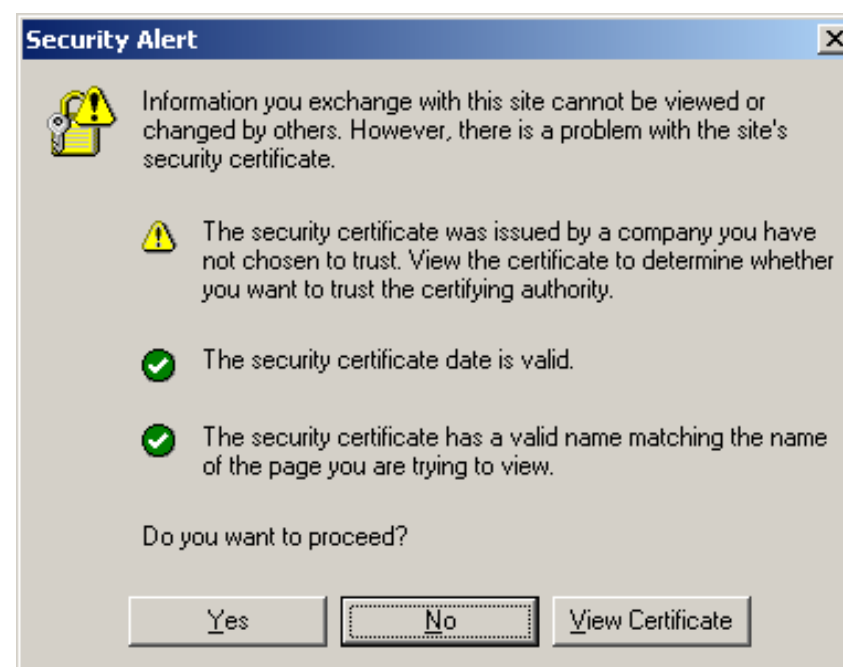 Security Alert
Information you exchange with this site cannot be viewed or
changed by others. However, there is a problem with the site's
security certificate.
The security certificate was issued by a company you have
not chosen to trust. View the certificate to determine whether
you want to trust the certifying authority.
The security certificate date is valid.
The security certificate has a valid name matching the name
of the page you are trying to view.
Do you want to proceed?
Yes No View Certificate